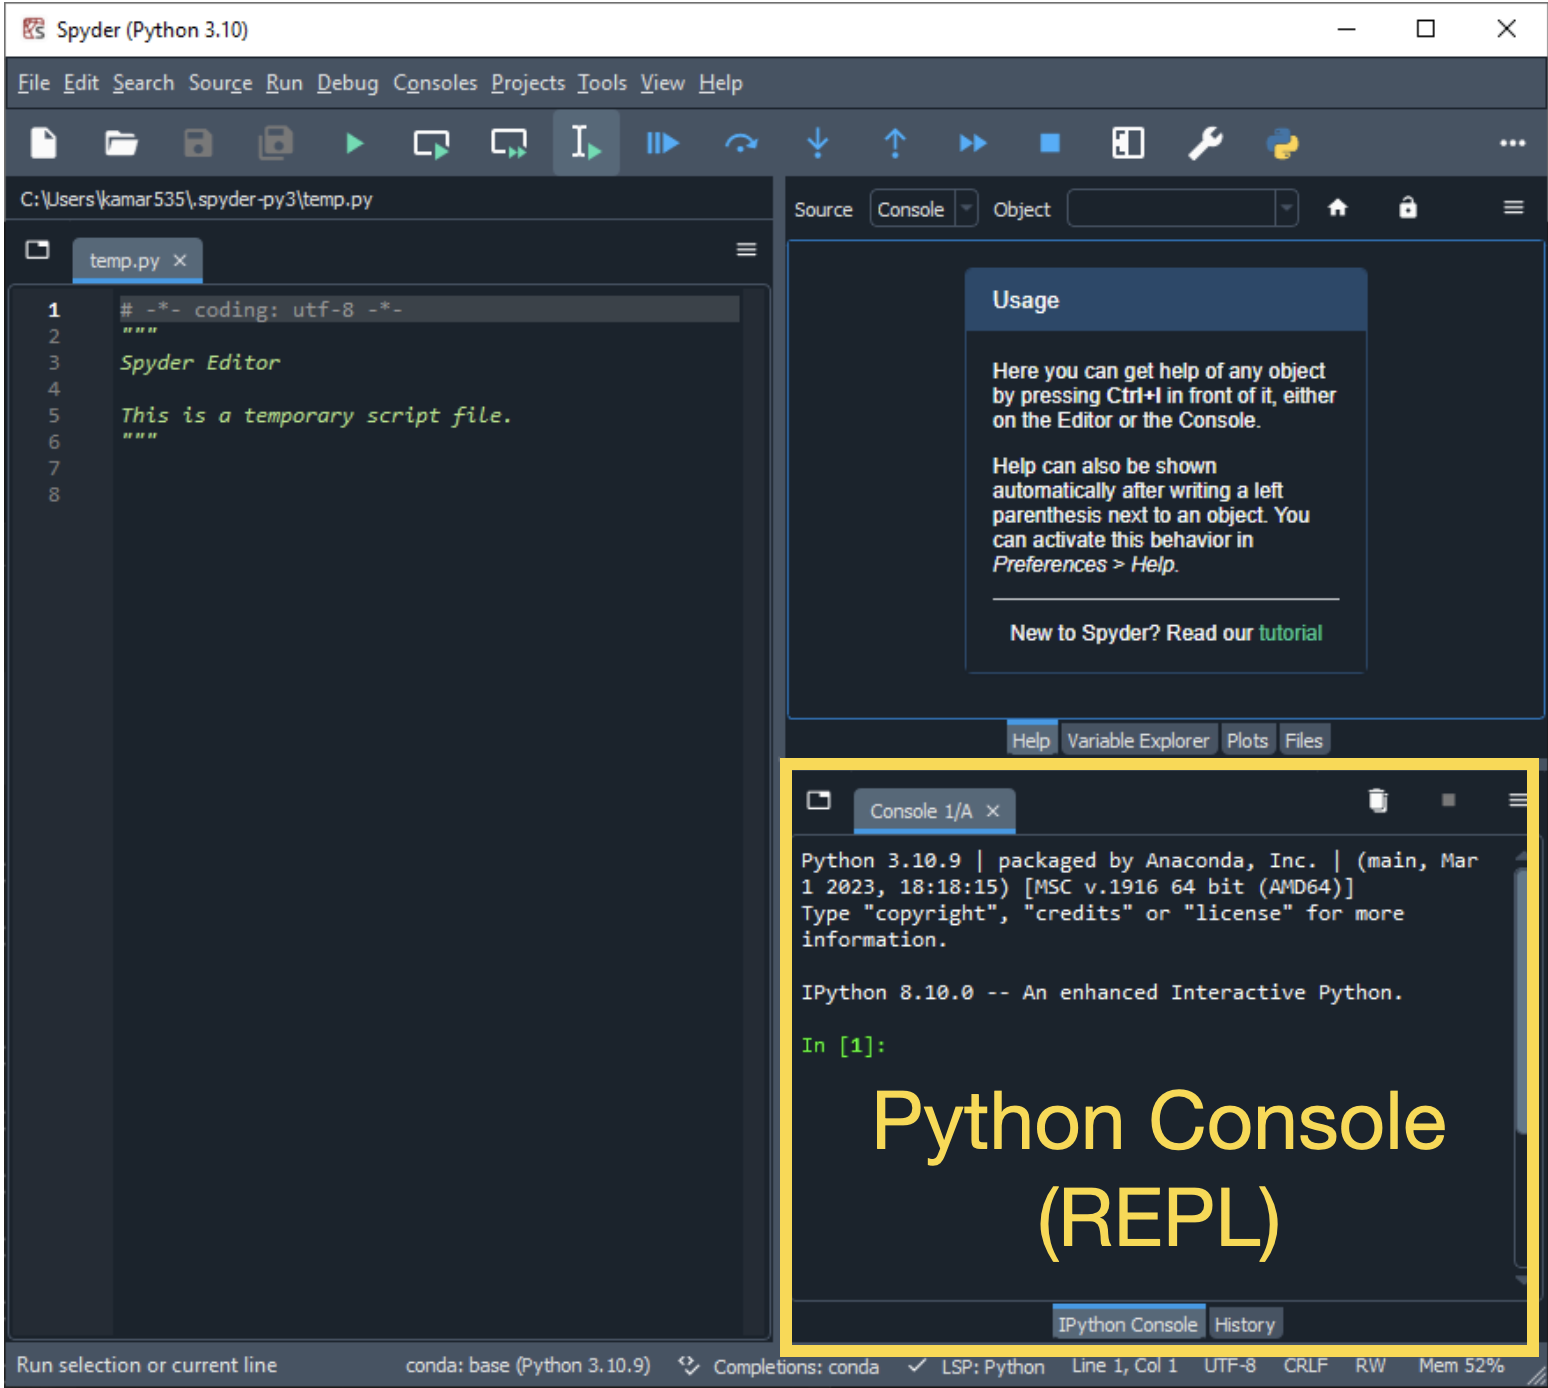 Spyder (Python 3.10)
File Edit Search Source Run Debug Consoles Projects Tools View Help
C:\Users\kamar535\.spyder-py3\temp.py
temp.py
1 # -*- coding: utf-8 -*-
2 """
3 Spyder Editor
4
5 This is a temporary script file.
6 """
7
8
Source Console Object
Usage
Here you can get help of any object
by pressing Ctrl+I in front of it, either
on the Editor or the Console.
Help can also be shown
automatically after writing a left
parenthesis next to an object. You
can activate this behavior in
Preferences > Help.
New to Spyder? Read our tutorial
Help Variable Explorer Plots Files
Console 1/A
Python 3.10.9 | packaged by Anaconda, Inc. | (main, Mar
1 2023, 18:18:15) [MSC v.1916 64 bit (AMD64)]
Type "copyright", "credits" or "license" for more
information.
IPython 8.10.0 -- An enhanced Interactive Python.
In [1]:
Python Console
(REPL)
IPython Console History
Run selection or current line conda: base (Python 3.10.9) Completions: conda LSP: Python Line 1, Col 1 UTF-8 CRLF RW Mem 52%